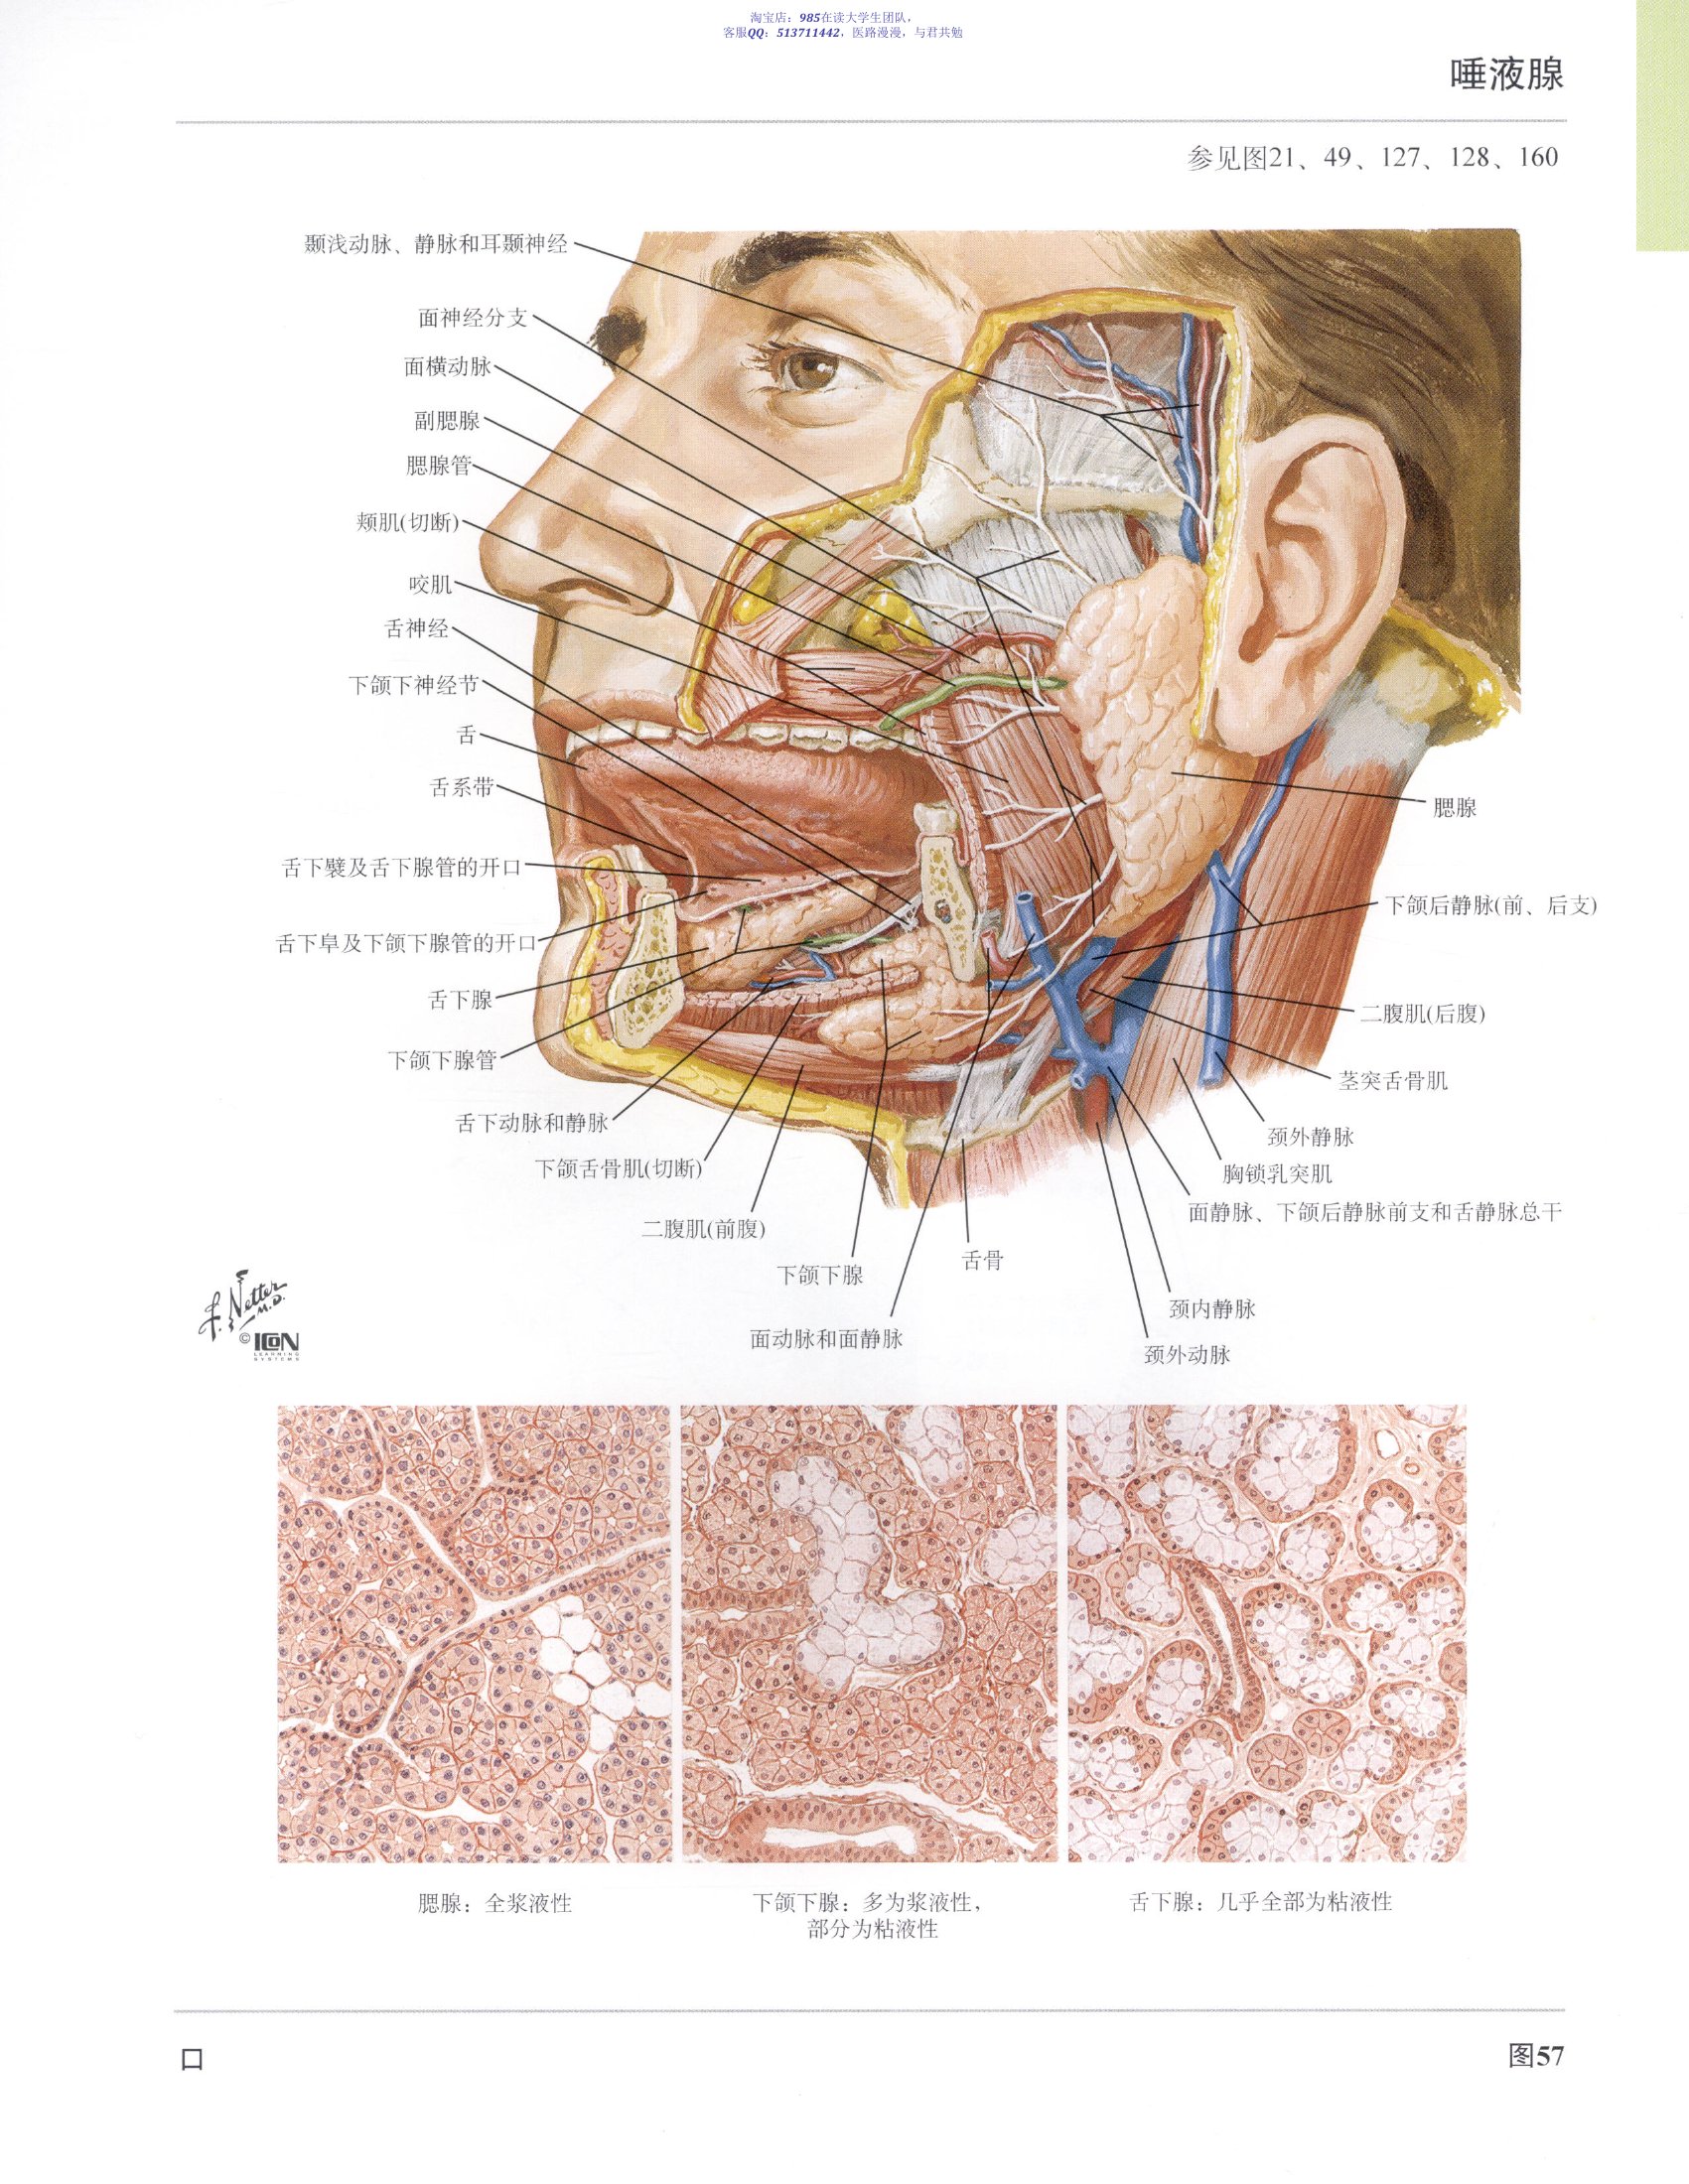 淘宝店：985在读大学生团队，
客服QQ：513711442，医路漫漫，与君共勉
唾液腺
参见图21、49、127、128、160
颞浅动脉、静脉和耳颞神经
面神经分支
面横动脉
副腮腺
腮腺管
颊肌(切断)
咬肌
舌神经
下颌下神经节
舌
舌系带
舌下襞及舌下腺管的开口
舌下阜及下颌下腺管的开口
舌下腺
下颌下腺管
舌下动脉和静脉
下颌舌骨肌(切断)
二腹肌(前腹)
下颌下腺
面动脉和面静脉
舌骨
腮腺
下颌后静脉(前、后支)
二腹肌(后腹)
茎突舌骨肌
颈外静脉
胸锁乳突肌
面静脉、下颌后静脉前支和舌静脉总干
颈内静脉
颈外动脉
F. Netter
M.D.
© ICON
LEARNING
SYSTEMS
腮腺：全浆液性
下颌下腺：多为浆液性，
部分为粘液性
舌下腺：几乎全部为粘液性
口
图57